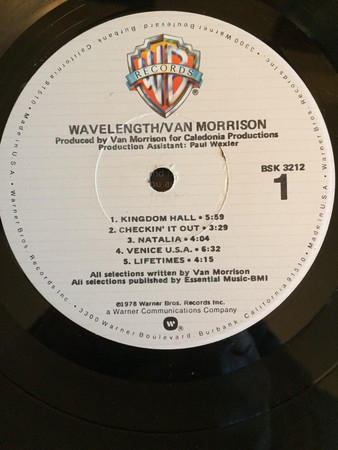 WB
RECORDS
WAVELENGTH/VAN MORRISON
Produced by Van Morrison for Caledonia Productions
Production Assistant: Paul Wexler
BSK 3212
1
1. KINGDOM HALL • 5:59
2. CHECKIN' IT OUT • 3:29
3. NATALIA • 4:04
4. VENICE U.S.A. • 6:32
5. LIFETIMES • 4:15
All selections written by Van Morrison
All selections published by Essential Music-BMI
©1978 Warner Bros. Records Inc.
a Warner Communications Company
W
Warner Bros. Records Inc. • 3300 Warner Boulevard, Burbank, California 91510 • Made in U.S.A. •
Warner Bros. Records Inc. • 3300 Warner Boulevard, Burbank, California 91510 • Made in U.S.A. •